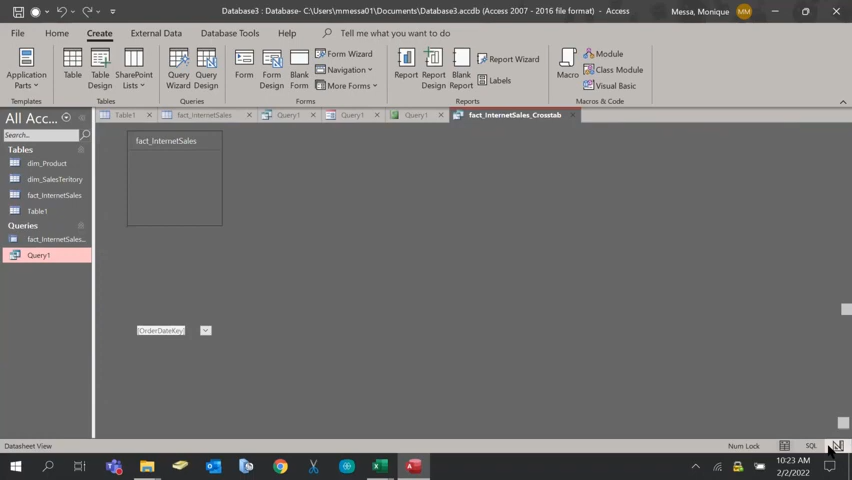 Database3 : Database- C:\Users\mmessa01\Documents\Database3.accdb (Access 2007 - 2016 file format) - Access
Messa, Monique
MM
File
Home
Create
External Data
Database Tools
Help
Tell me what you want to do
Application Parts
Table
Table Design
SharePoint Lists
Query Wizard
Query Design
Form
Form Design
Blank Form
Form Wizard
Navigation
More Forms
Report
Report Design
Blank Report
Report Wizard
Labels
Macro
Module
Class Module
Visual Basic
Templates
Tables
Queries
Forms
Reports
Macros & Code
All Acc...
Table1
fact_InternetSales
Query1
Query1
Query1
fact_InternetSales_Crosstab
Search...
Tables
dim_Product
dim_SalesTeritory
fact_InternetSales
Table1
Queries
fact_InternetSales...
Query1
fact_InternetSales
[OrderDateKey]
Datasheet View
Num Lock
SQL
10:23 AM
2/2/2022